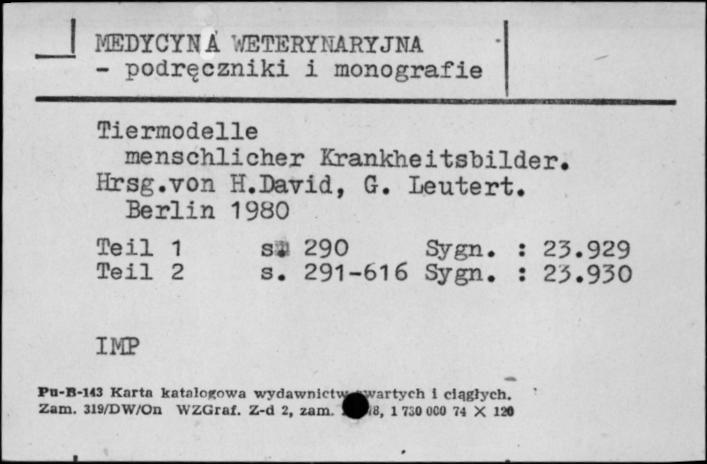 MEDYCYNA WETERYNARYJNA
- podręczniki i monografie
Tiermodelle
menschlicher Krankheitsbilder.
Hrsg.von H.David, G. Leutert.
Berlin 1980
Teil 1 s. 290 Sygn. : 23.929
Teil 2 s. 291-616 Sygn. : 23.930
IMP
Pu-B-143 Karta katalogowa wydawnictw zwartych i ciągłych.
Zam. 319/DW/On WZGraf. Z-d 2, zam. 1 730 000 74 X 120